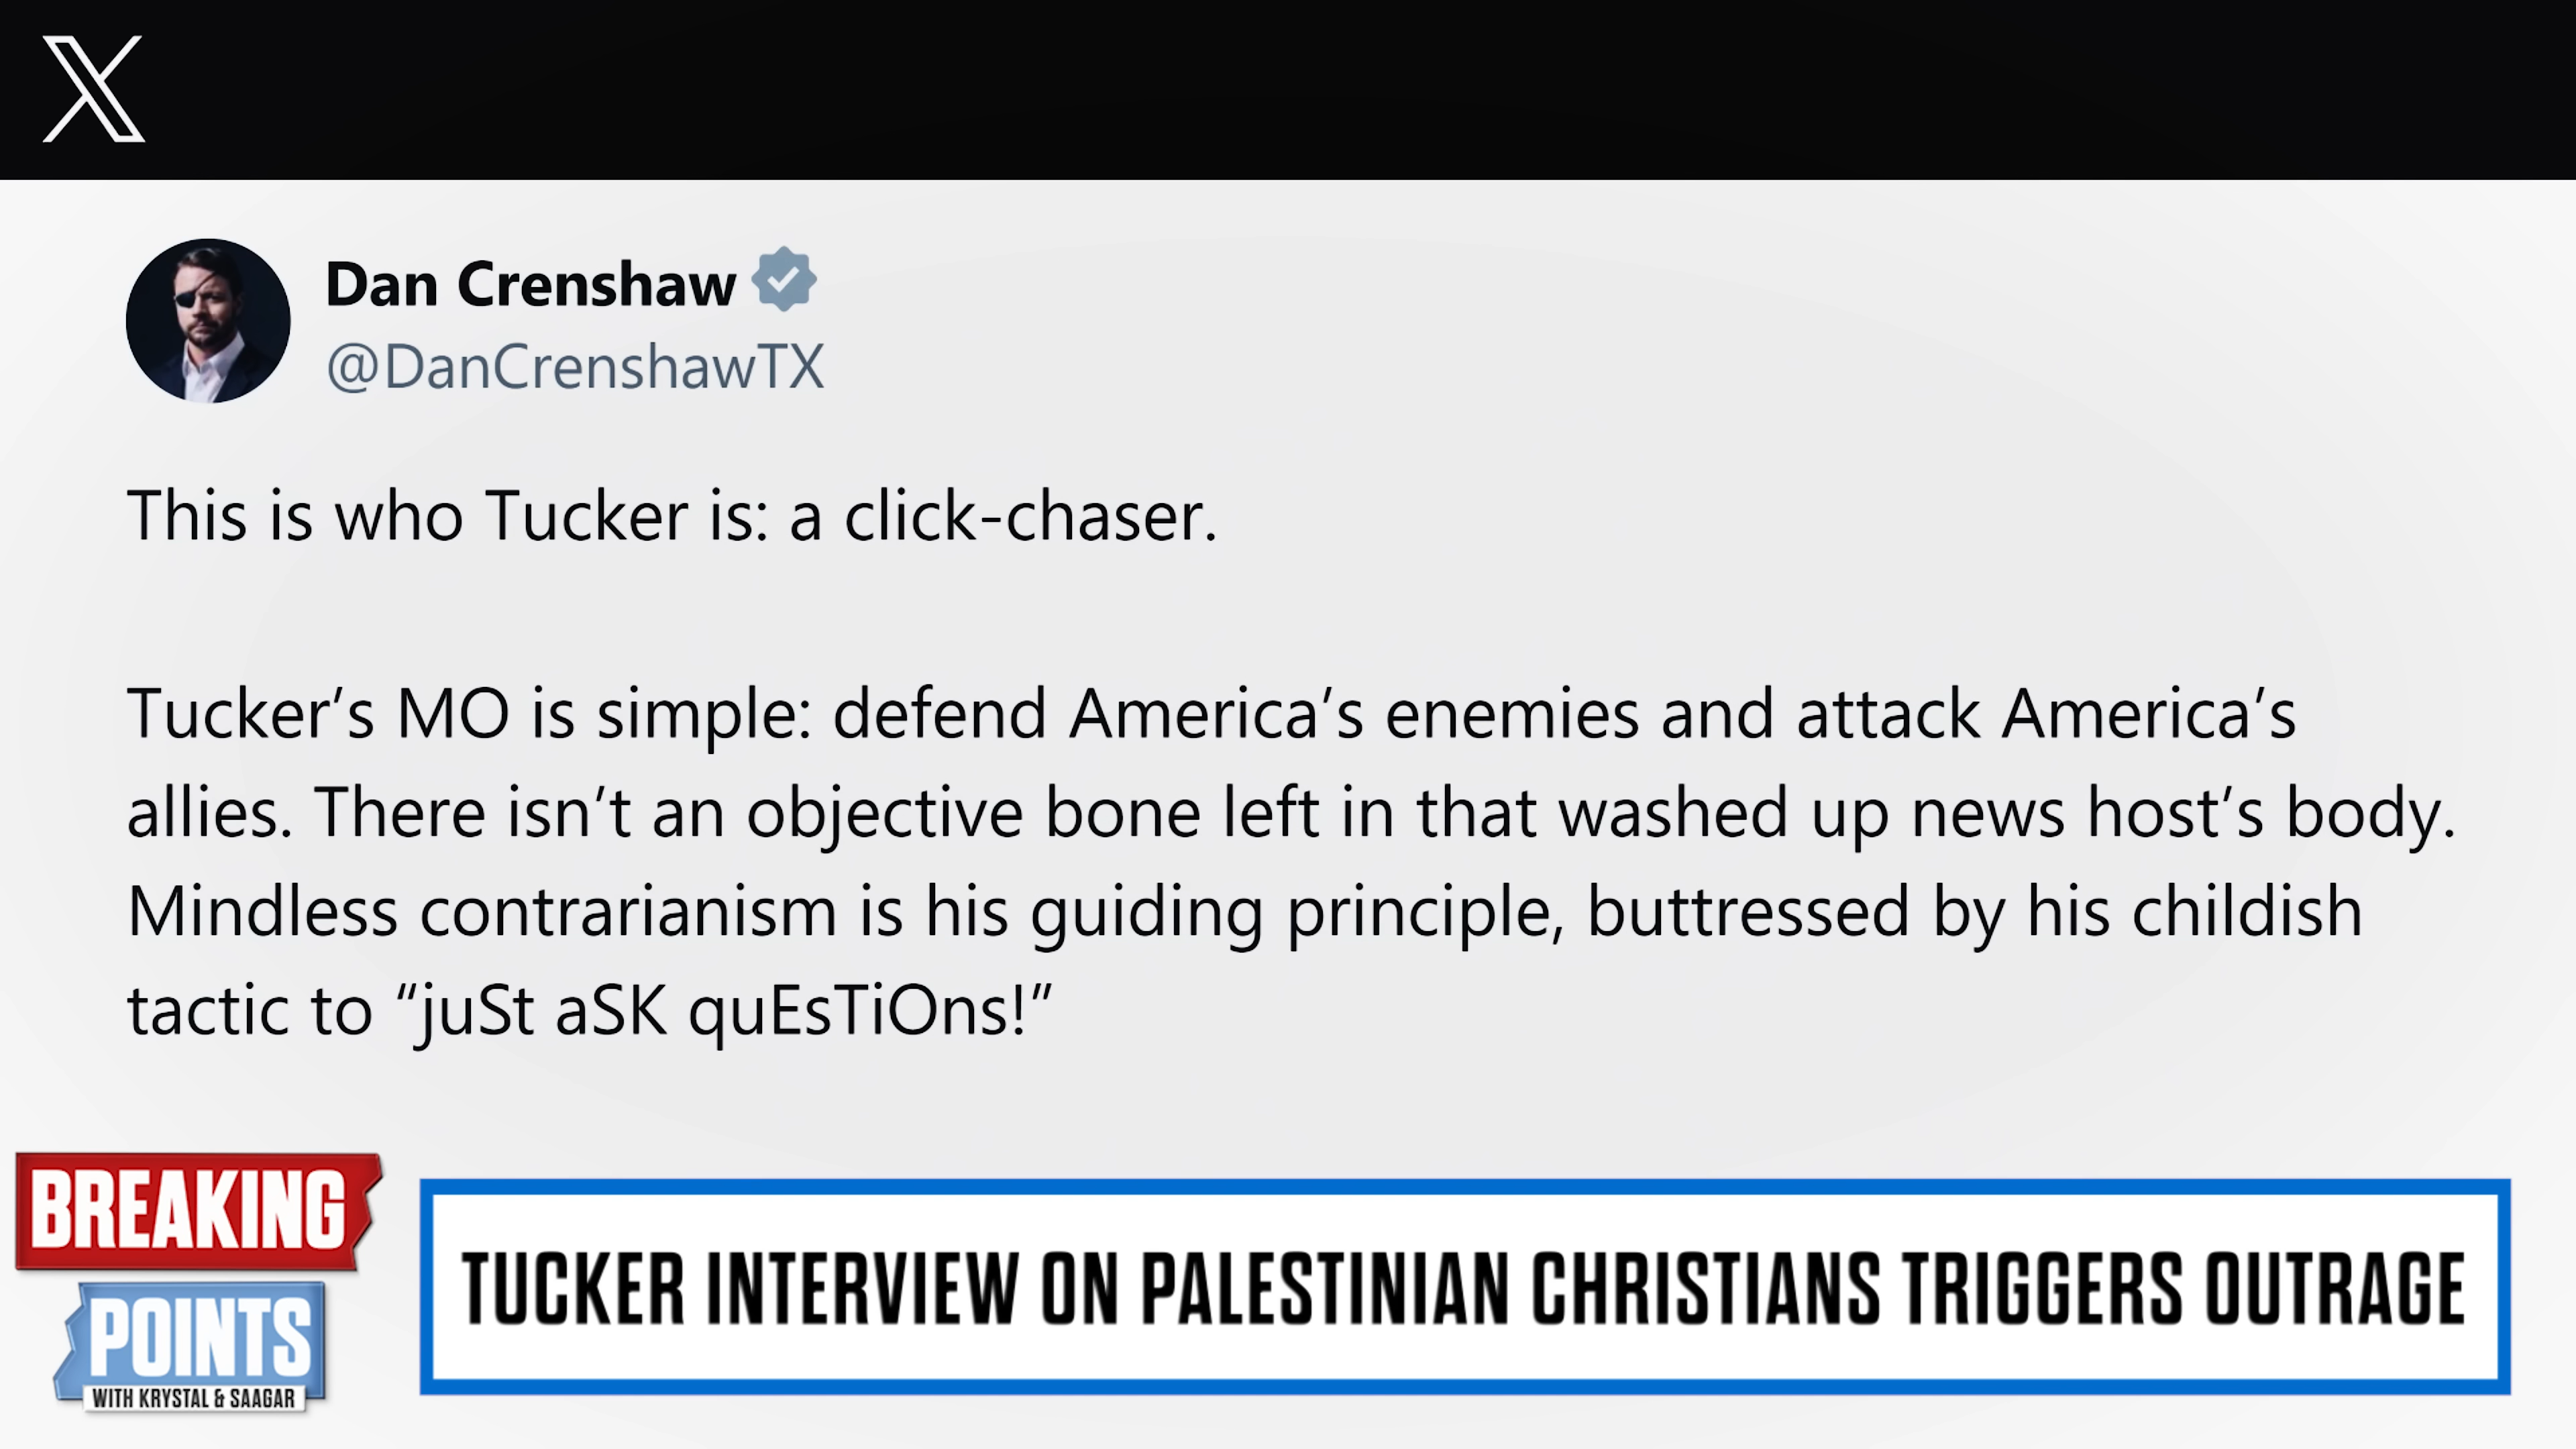 Dan Crenshaw
@DanCrenshawTX
This is who Tucker is: a click-chaser.
Tucker’s MO is simple: defend America’s enemies and attack America’s
allies. There isn’t an objective bone left in that washed up news host’s body.
Mindless contrarianism is his guiding principle, buttressed by his childish
tactic to “juSt aSK quEsTiOns!”
BREAKING
POINTS
WITH KRYSTAL & SAAGAR
TUCKER INTERVIEW ON PALESTINIAN CHRISTIANS TRIGGERS OUTRAGE